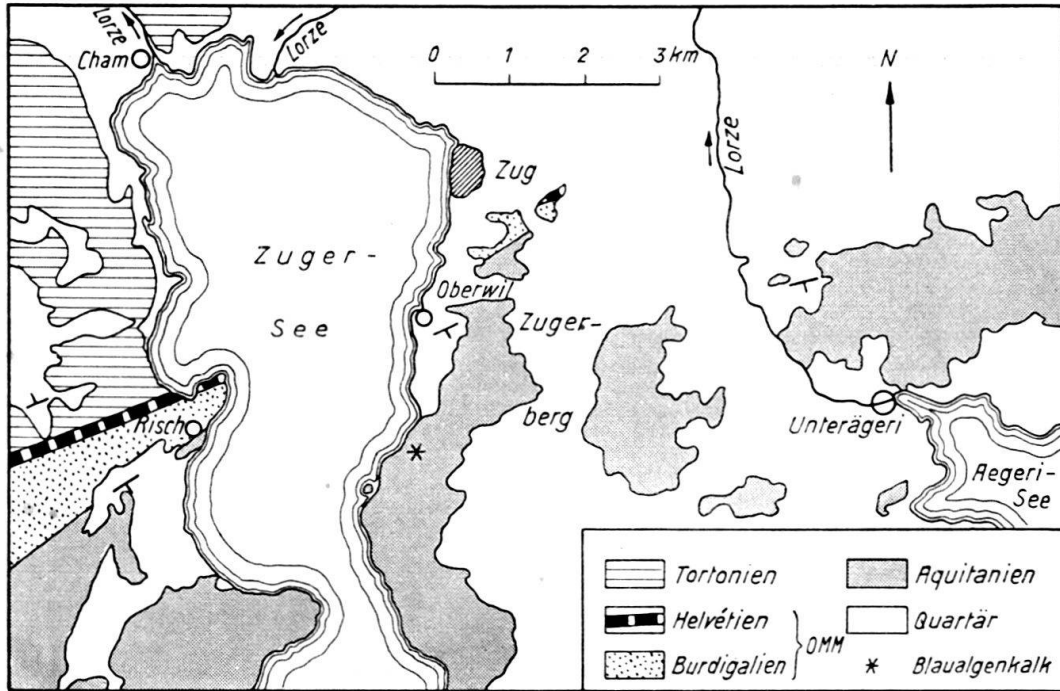 Lorze
Lorze
Cham
0 1 2 3 km
N
Lorze
Zug
Zuger-
See
Oberwil
Zuger-
berg
Risch
Unterägeri
Aegeri-
See
Tortonien
Helvétien
Burdigalien
OMM
Aquitanien
Quartär
* Blaualgenkalk